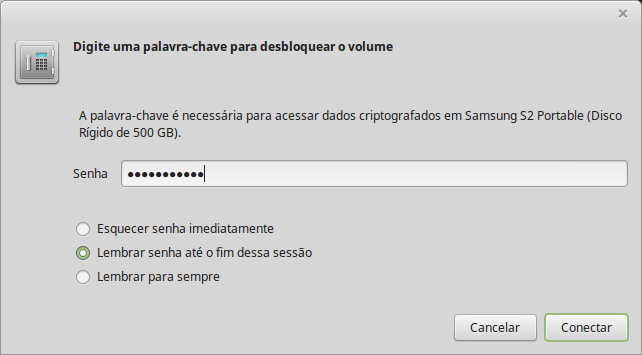 Digite uma palavra-chave para desbloquear o volume
A palavra-chave é necessária para acessar dados criptografados em Samsung S2 Portable (Disco
Rígido de 500 GB).
Senha ●●●●●●●●●●●
Esquecer senha imediatamente
Lembrar senha até o fim dessa sessão
Lembrar para sempre
Cancelar Conectar